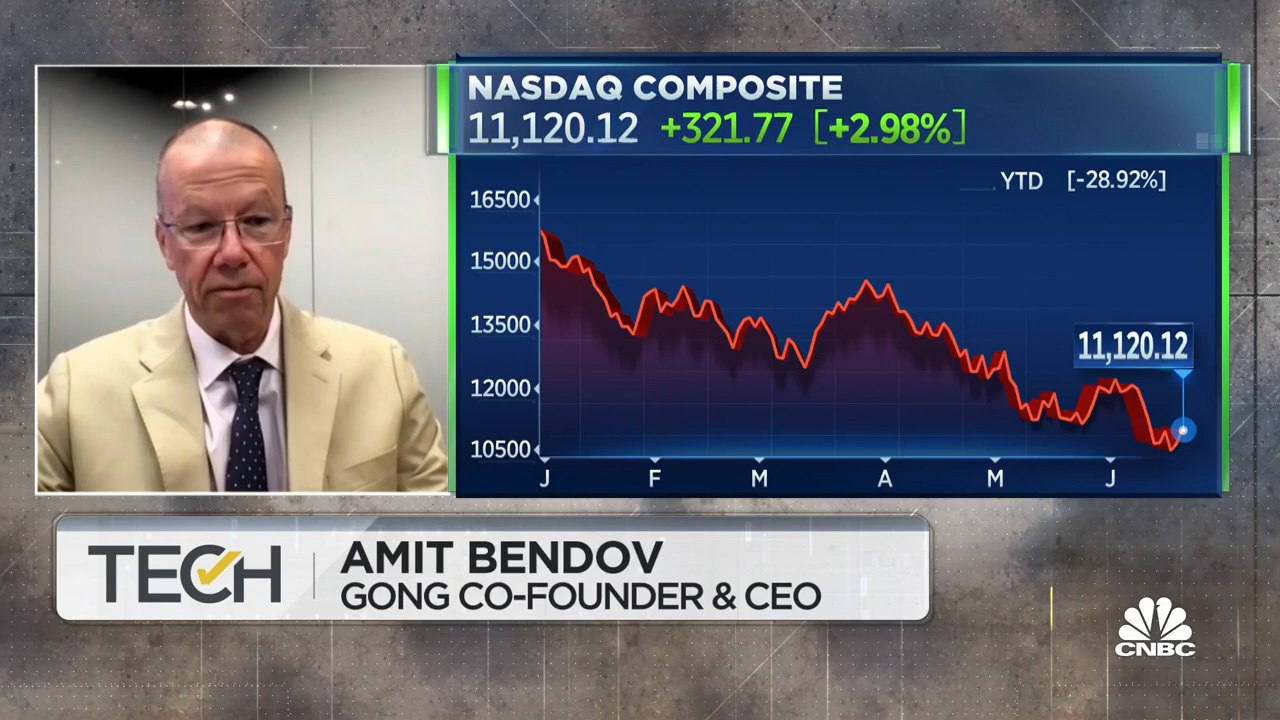 NASDAQ COMPOSITE
11,120.12 +321.77 [+2.98%]
YTD [-28.92%]
16500
15000
13500
12000
10500
11,120.12
J F M A M J
TECH
AMIT BENDOV
GONG CO-FOUNDER & CEO
CNBC